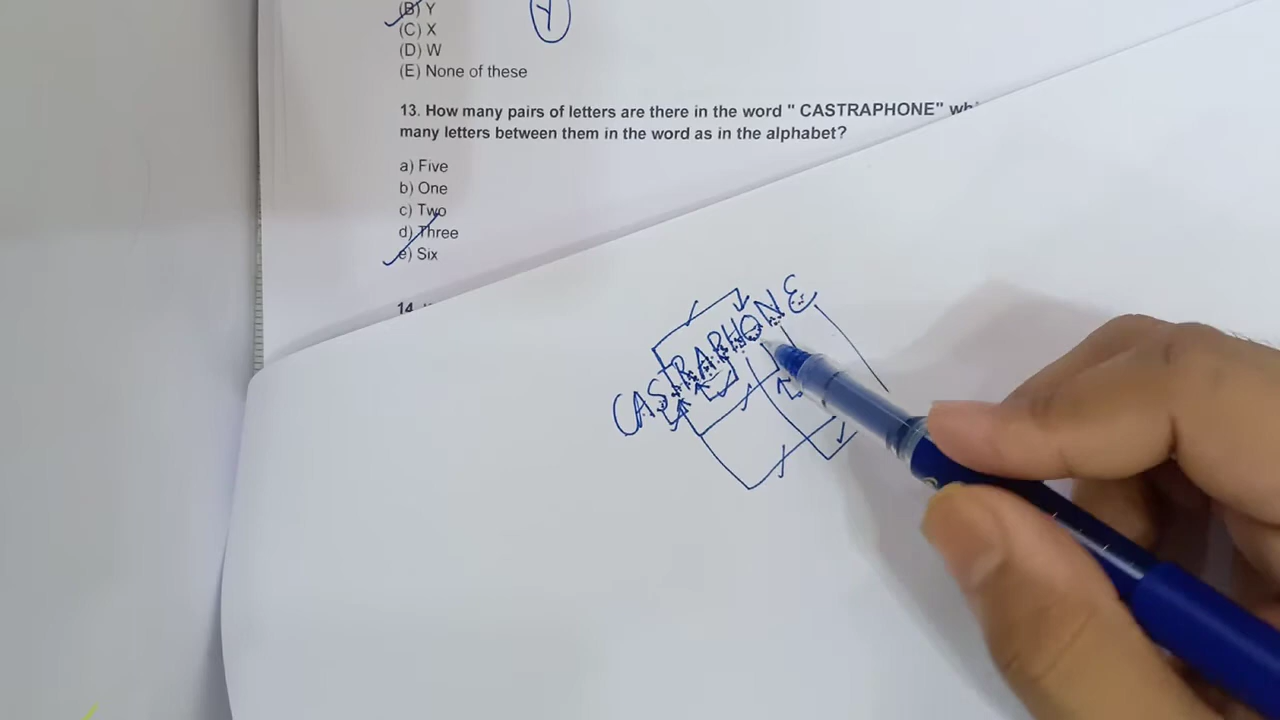 (B) Y
Y
(C) X
(D) W
(E) None of these
13. How many pairs of letters are there in the word " CASTRAPHONE"
many letters between them in the word as in the alphabet?
a) Five
b) One
c) Two
d) Three
e) Six
14.
CASTRAPHONE